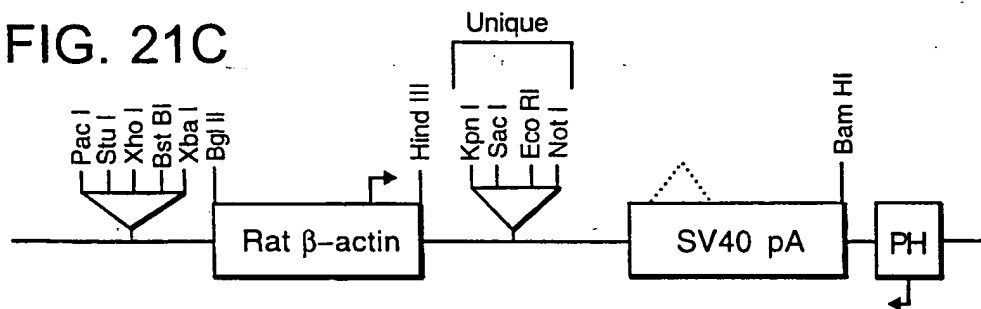 FIG. 21C
Unique
Pac I
Stu I
Xho I
Bst BI
Xba I
Bgl II
Hind III
Kpn I
Sac I
Eco RI
Not I
Bam HI
Rat β-actin
SV40 pA
PH